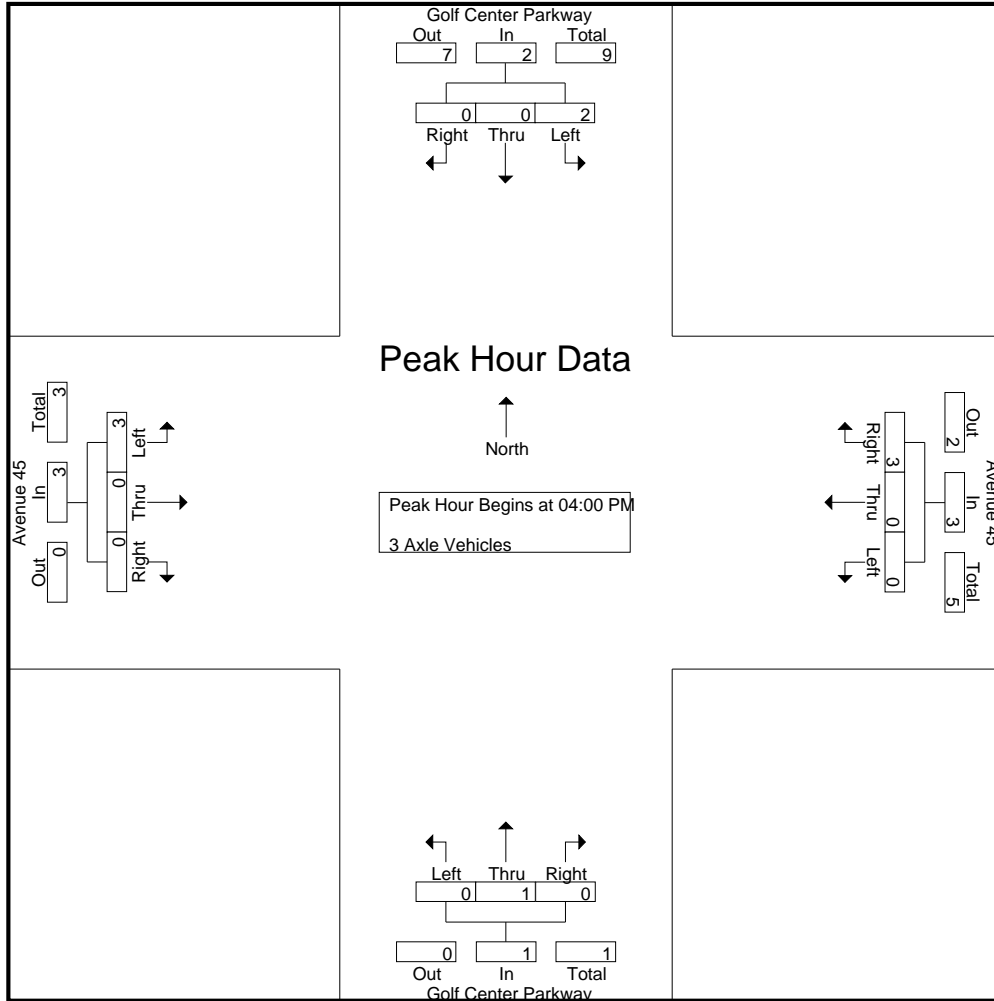 Golf Center Parkway
Out In Total
7 2 9
0 0 2
Right Thru Left
Peak Hour Data
North
Peak Hour Begins at 04:00 PM
3 Axle Vehicles
Avenue 45
Total In Out
3 3 0
3 0 0
Left Thru Right
Right Thru Left
3 0 0
Out In Total
2 3 5
Avenue 45
Left Thru Right
0 1 0
0 1 1
Out In Total
Golf Center Parkway